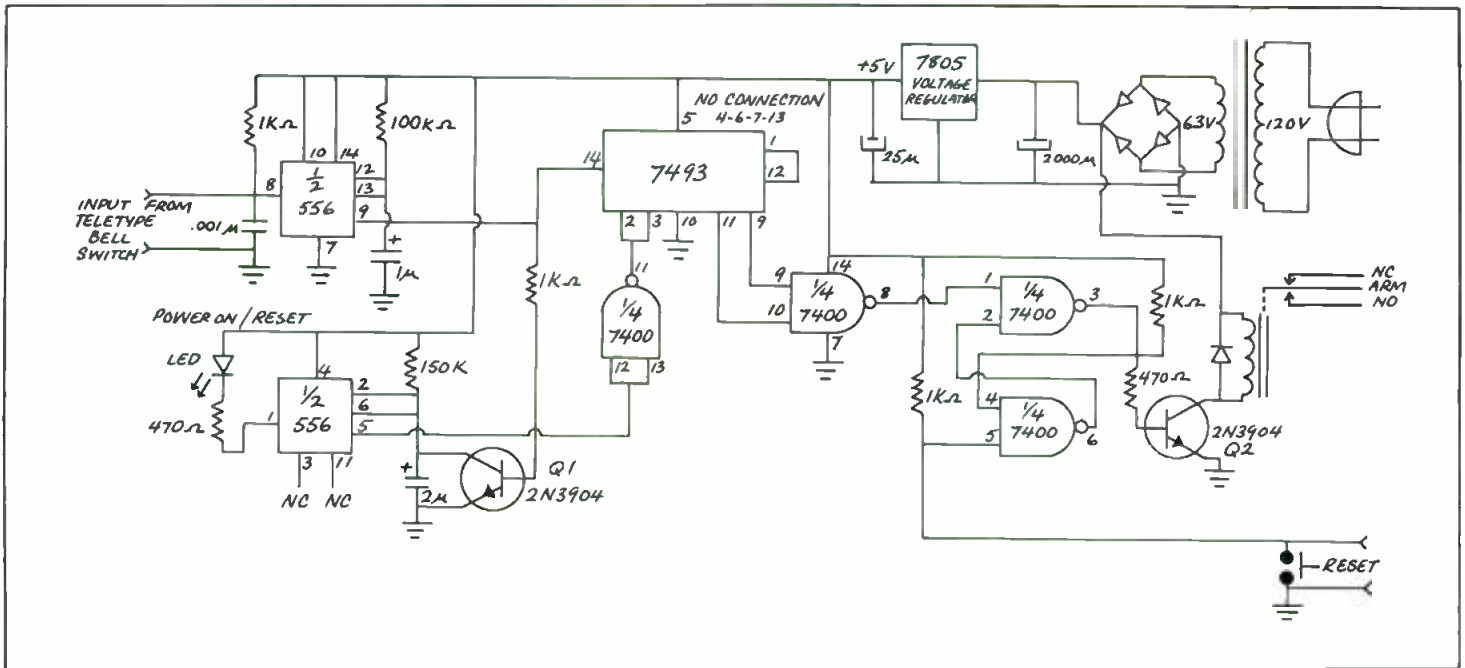 +5V
7805
VOLTAGE
REGULATOR
NO CONNECTION
4-6-7-13
5
1KΩ
100KΩ
10
14
12
13
8
9
7
1/2
556
INPUT FROM
TELETYPE
BELL
SWITCH
.001µ
+
1µ
14
7493
1
12
2
3
10
11
9
25µ
2000µ
63V
120V
1KΩ
11
1/4
7400
12
13
14
9
10
1/4
7400
8
7
1
2
1/4
7400
3
1KΩ
NC
ARM
NO
POWER ON/RESET
LED
470Ω
4
1
1/2
556
2
6
5
3
11
NC
NC
150K
+
2µ
Q1
2N3904
1KΩ
4
5
1/4
7400
6
470Ω
2N3904
Q2
RESET